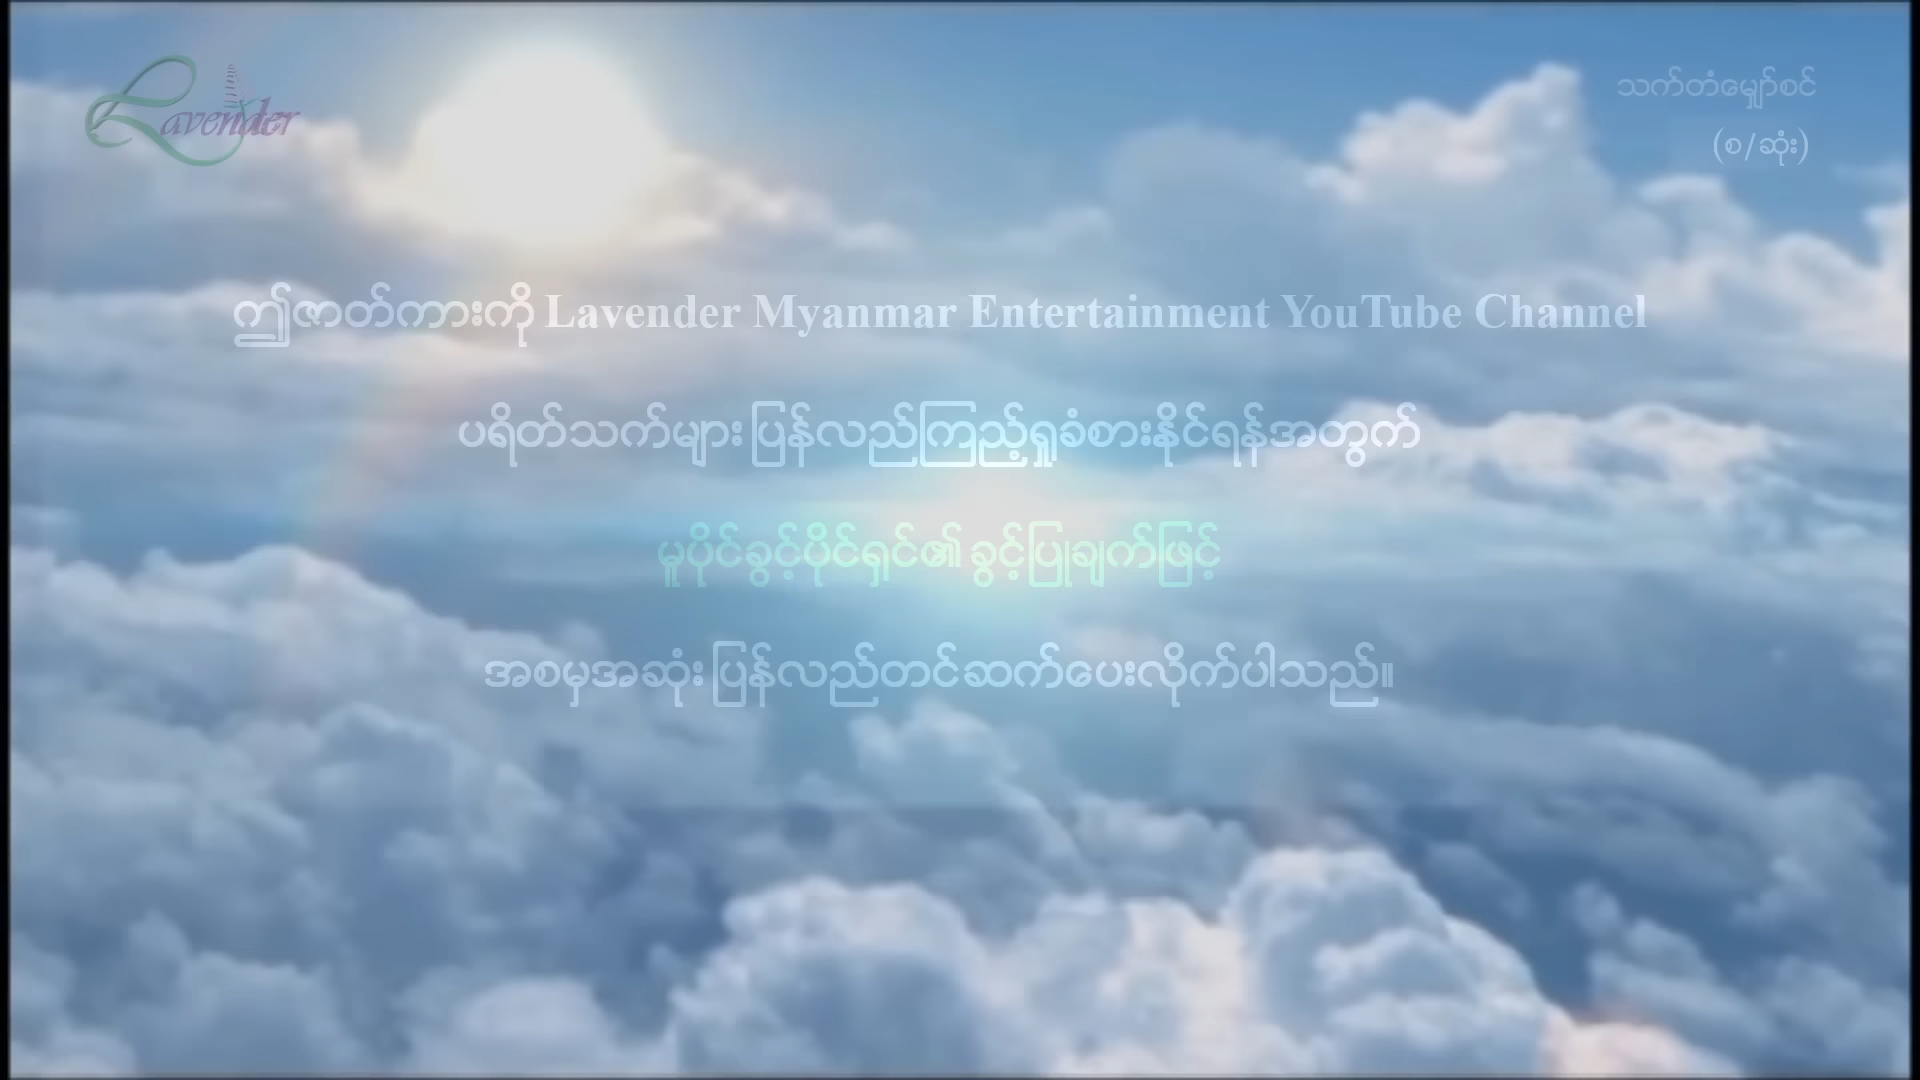 Lavender
သက်တံမျှော်စင်
(စ/ဆုံး)
ဤဇာတ်ကားကို Lavender Myanmar Entertainment YouTube Channel
ပရိတ်သက်များ ပြန်လည်ကြည့်ရှုခံစားနိုင်ရန်အတွက်
မူပိုင်ခွင့်ပိုင်ရှင်၏ ခွင့်ပြုချက်ဖြင့်
အစမှအဆုံး ပြန်လည်တင်ဆက်ပေးလိုက်ပါသည်။